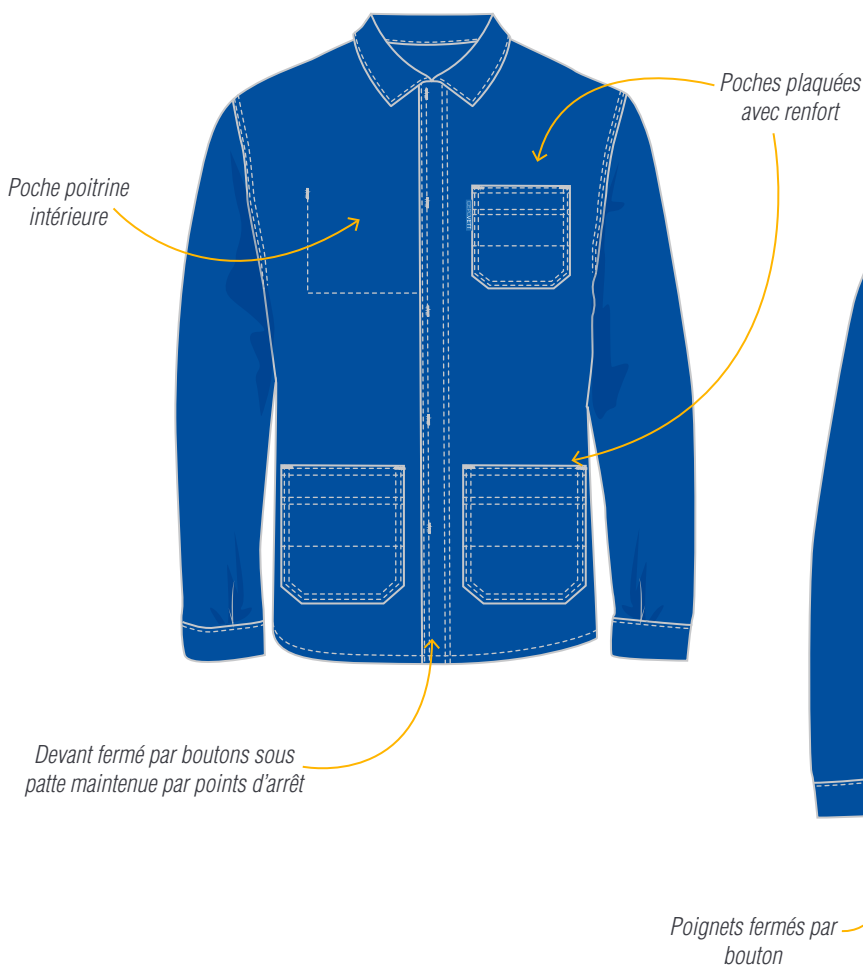 Poches plaquées
avec renfort
Poche poitrine
intérieure
Devant fermé par boutons sous
patte maintenue par points d’arrêt
Poignets fermés par
bouton